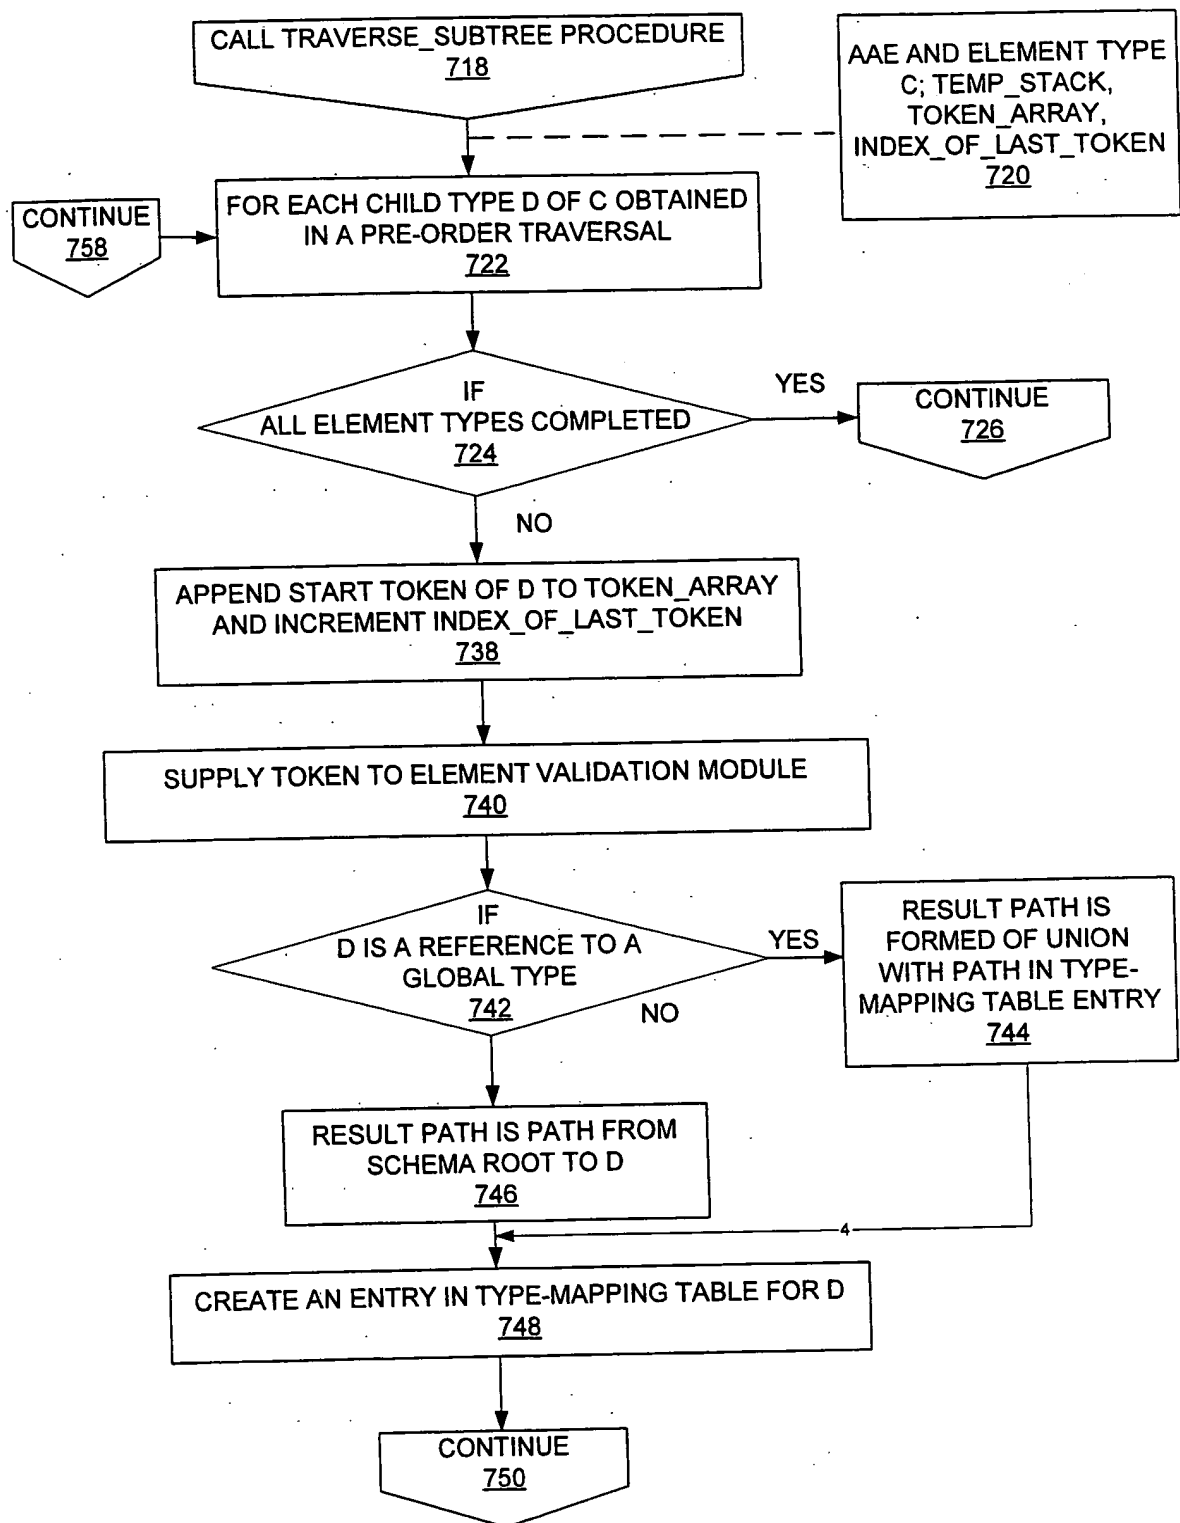 CALL TRAVERSE_SUBTREE PROCEDURE
718
AAE AND ELEMENT TYPE
C; TEMP_STACK,
TOKEN_ARRAY,
INDEX_OF_LAST_TOKEN
720
CONTINUE
758
FOR EACH CHILD TYPE D OF C OBTAINED
IN A PRE-ORDER TRAVERSAL
722
IF
ALL ELEMENT TYPES COMPLETED
724
YES
CONTINUE
726
NO
APPEND START TOKEN OF D TO TOKEN_ARRAY
AND INCREMENT INDEX_OF_LAST_TOKEN
738
SUPPLY TOKEN TO ELEMENT VALIDATION MODULE
740
IF
D IS A REFERENCE TO A
GLOBAL TYPE
742
YES
NO
RESULT PATH IS
FORMED OF UNION
WITH PATH IN TYPE-
MAPPING TABLE ENTRY
744
RESULT PATH IS PATH FROM
SCHEMA ROOT TO D
746
4
CREATE AN ENTRY IN TYPE-MAPPING TABLE FOR D
748
CONTINUE
750